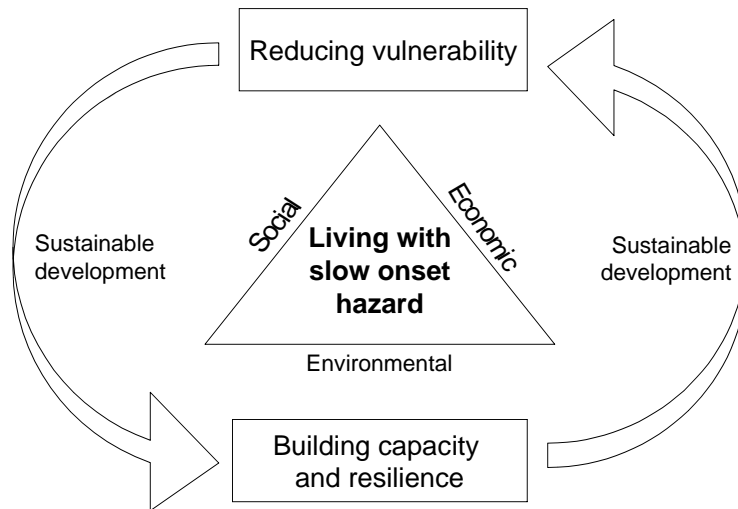 Reducing vulnerability
Social
Economic
Living with
slow onset
hazard
Sustainable
development
Sustainable
development
Environmental
Building capacity
and resilience